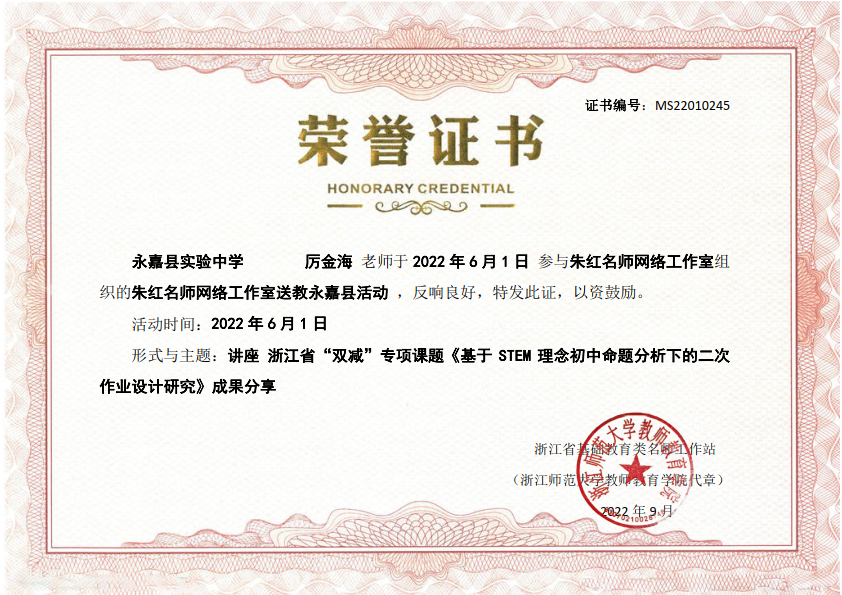 证书编号：MS22010245
荣誉证书
HONORARY CREDENTIAL
永嘉县实验中学 厉金海 老师于 2022 年 6 月 1 日 参与朱红名师网络工作室组
织的朱红名师网络工作室送教永嘉县活动 ，反响良好，特发此证，以资鼓励。
活动时间：2022 年 6 月 1 日
形式与主题：讲座 浙江省“双减”专项课题《基于 STEM 理念初中命题分析下的二次
作业设计研究》成果分享
浙江省基础教育类名师工作站
（浙江师范大学教师教育学院代章）
2022 年 9 月
浙江师范大学教师教育学院